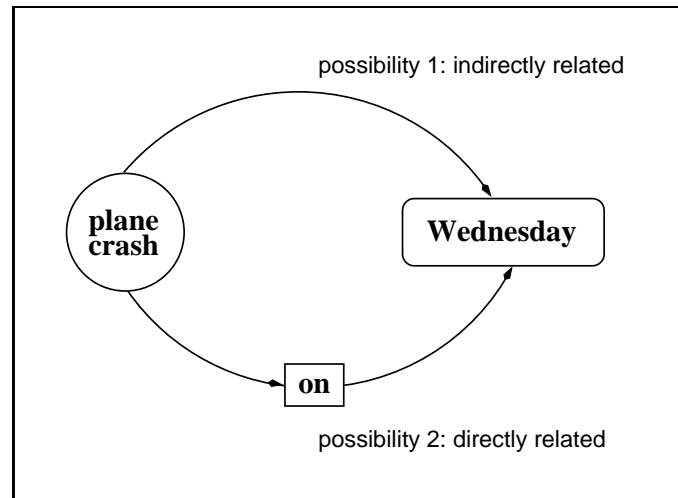 possibility 1: indirectly related
plane
crash
Wednesday
on
possibility 2: directly related